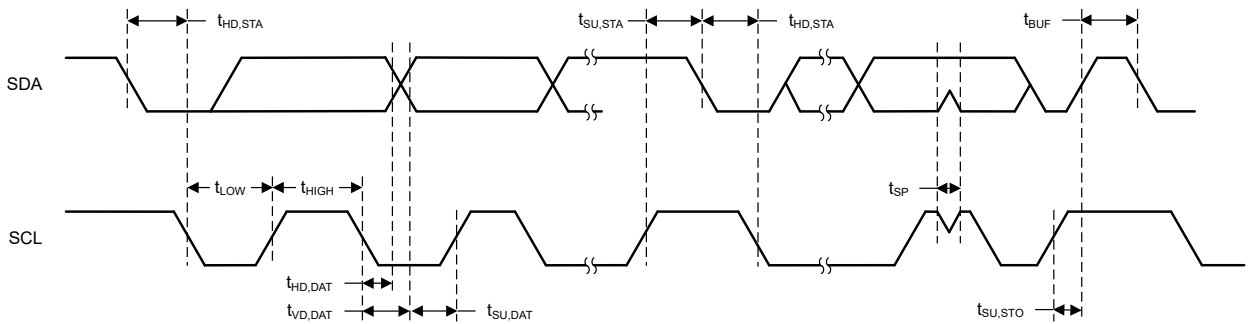 tHD,STA
tSU,STA
tHD,STA
tBUF
SDA
tLOW
tHIGH
tSP
SCL
tHD,DAT
tVD,DAT
tSU,DAT
tSU,STO